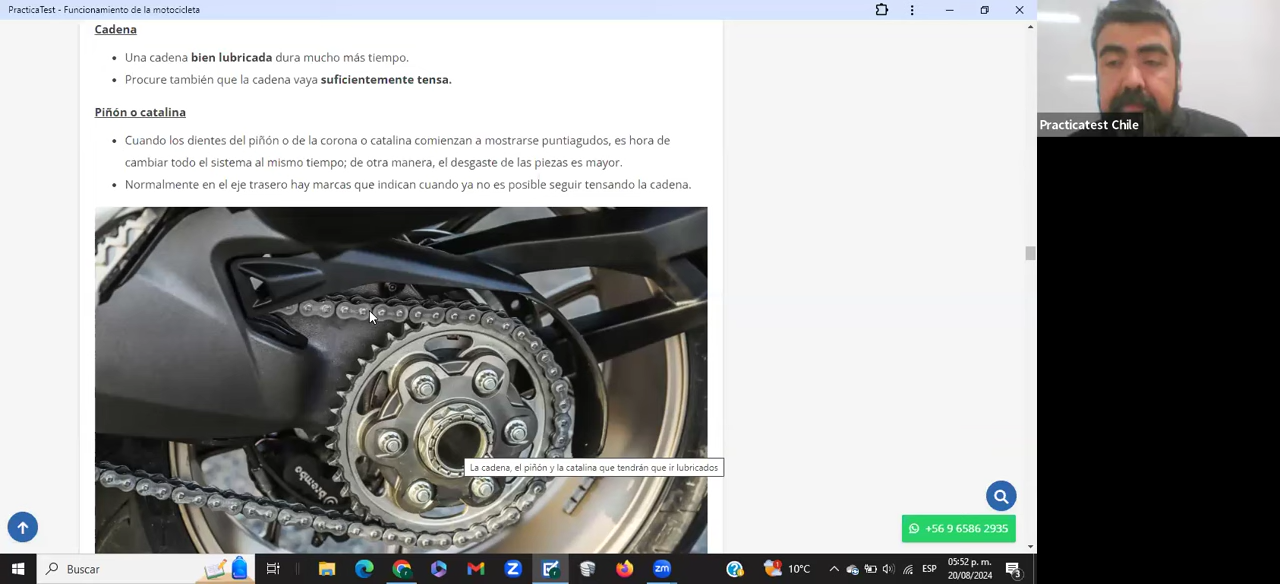 PracticaTest - Funcionamiento de la motocicleta
Cadena
Una cadena bien lubricada dura mucho más tiempo.
Procure también que la cadena vaya suficientemente tensa.
Piñón o catalina
Cuando los dientes del piñón o de la corona o catalina comienzan a mostrarse puntiagudos, es hora de
cambiar todo el sistema al mismo tiempo; de otra manera, el desgaste de las piezas es mayor.
Normalmente en el eje trasero hay marcas que indican cuando ya no es posible seguir tensando la cadena.
brembo
La cadena, el piñón y la catalina que tendrán que ir lubricados
+56 9 6586 2935
Practicatest Chile
Buscar
10°C
ESP
05:52 p. m.
20/08/2024
3